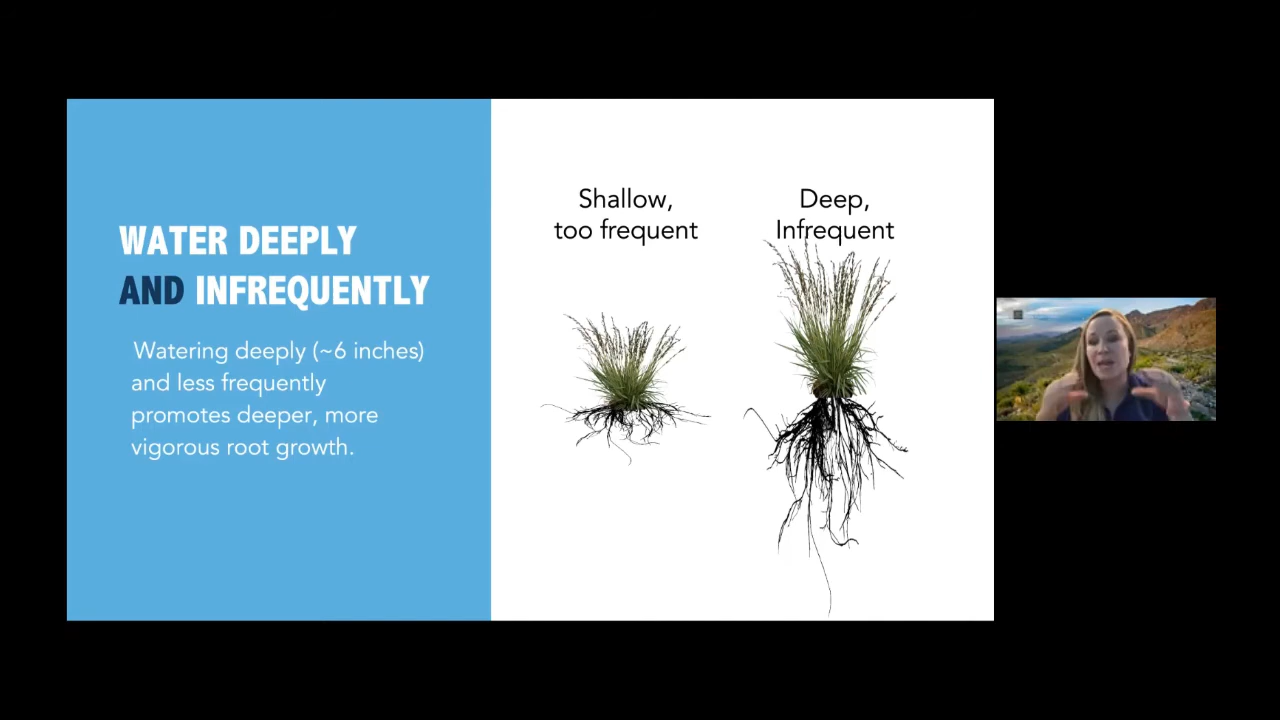 WATER DEEPLY
AND INFREQUENTLY
Watering deeply (~6 inches)
and less frequently
promotes deeper, more
vigorous root growth.
Shallow,
too frequent
Deep,
Infrequent